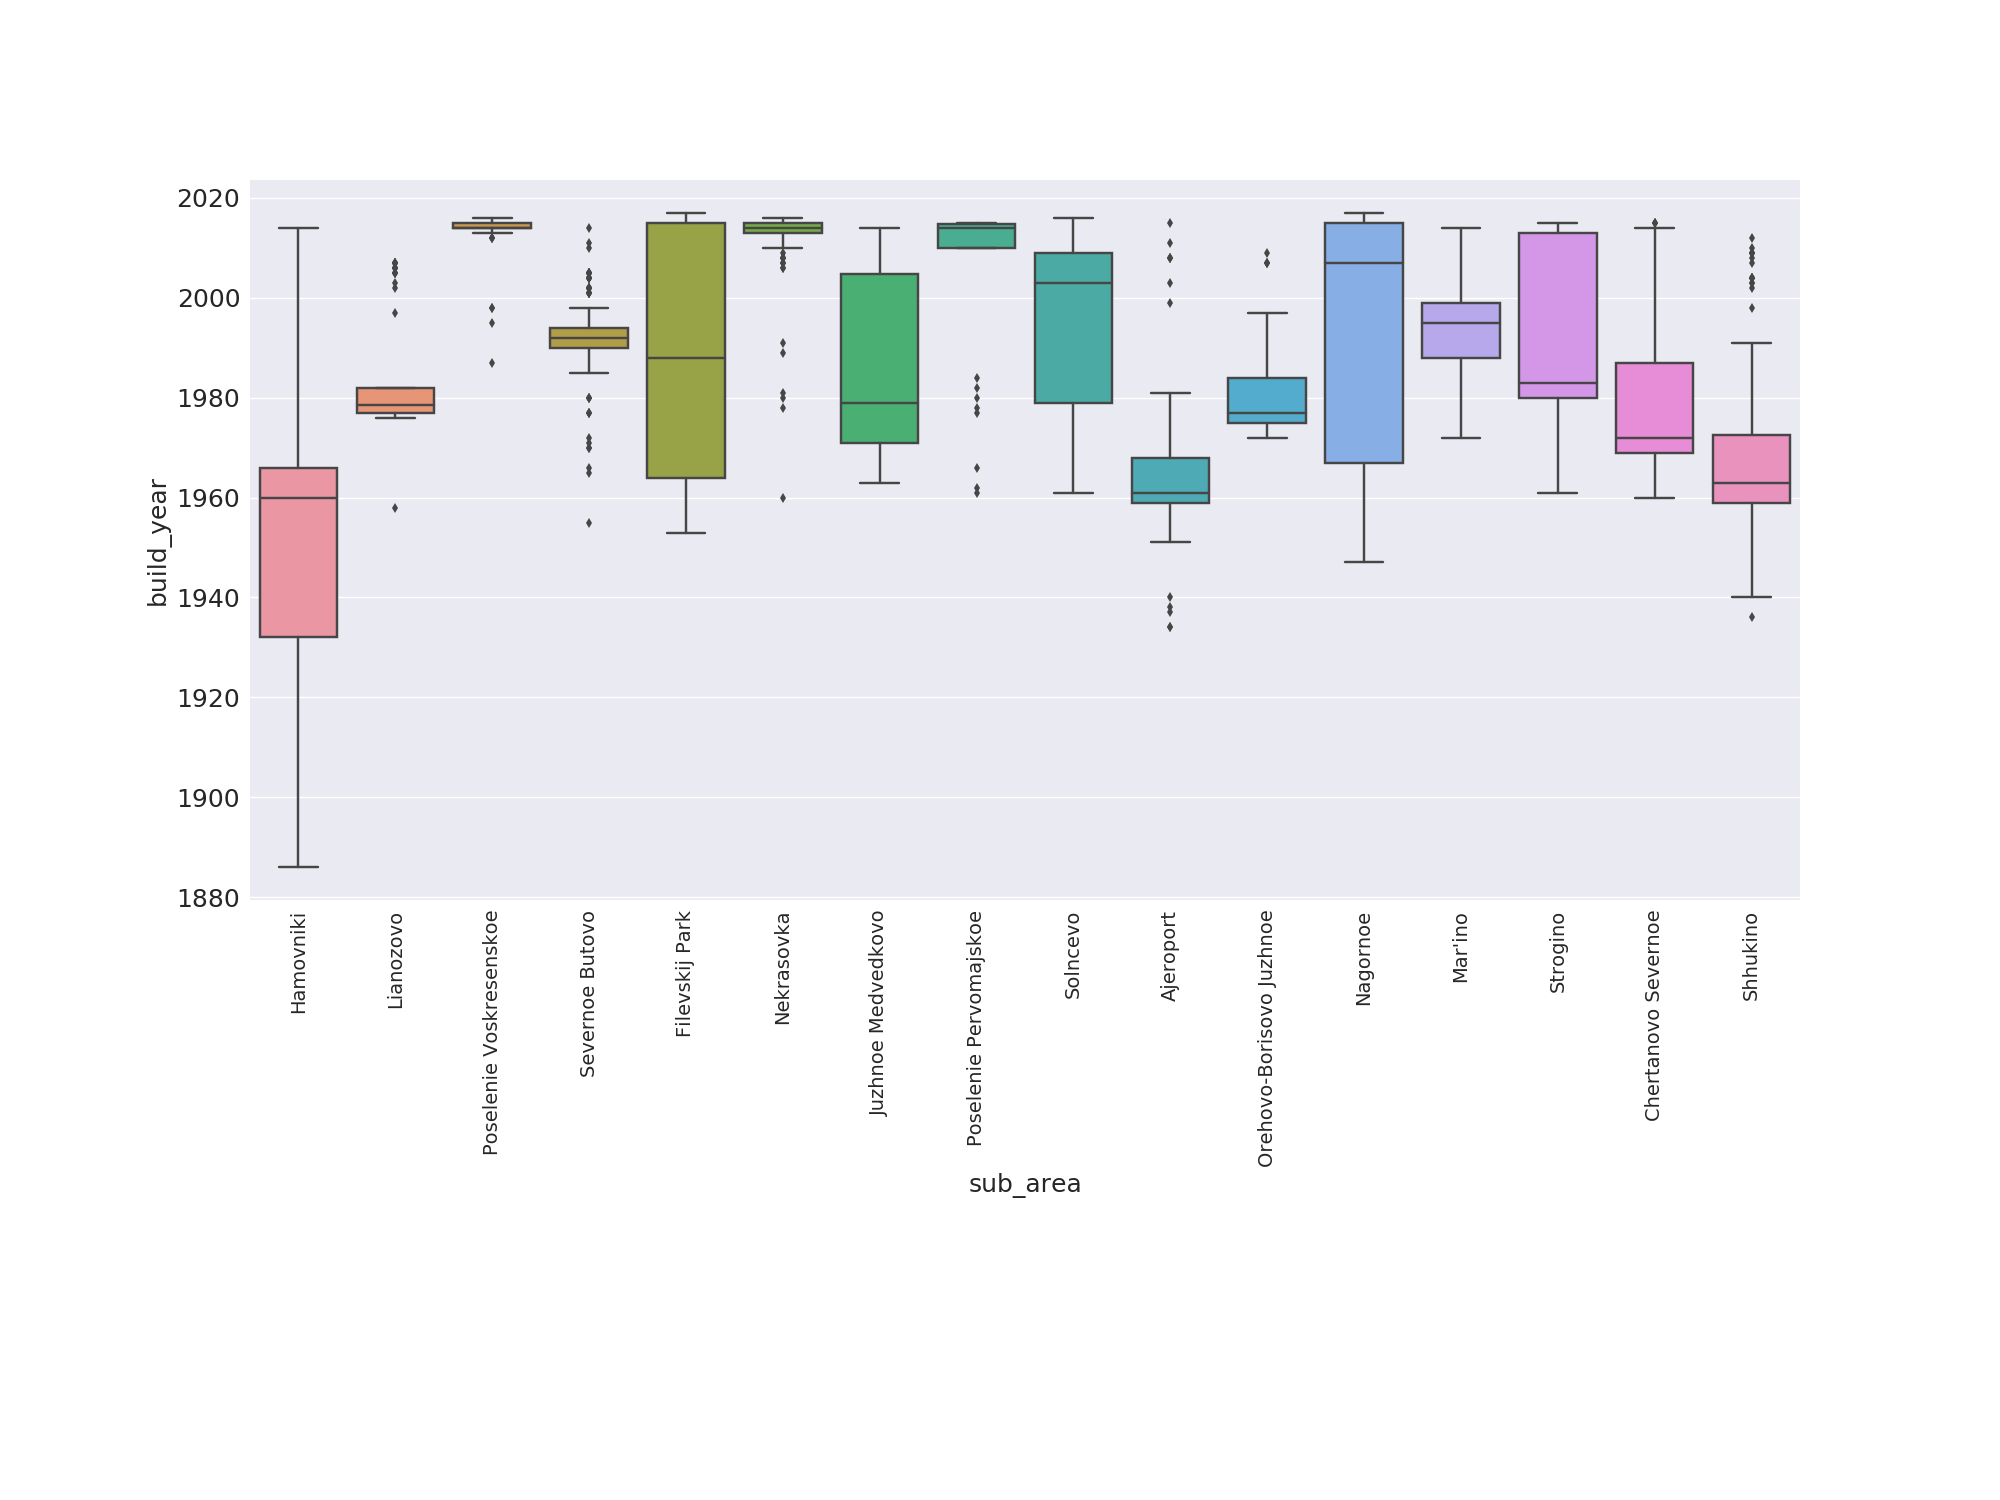 2020
2000
1980
1960
1940
1920
1900
1880
build_year
Hamovniki
Lianozovo
Poselenie Voskresenskoe
Severnoe Butovo
Filevskij Park
Nekrasovka
Juzhnoe Medvedkovo
Poselenie Pervomajskoe
Solncevo
Ajeroport
Orehovo-Borisovo Juzhnoe
Nagornoe
Mar'ino
Strogino
Chertanovo Severnoe
Shhukino
sub_area